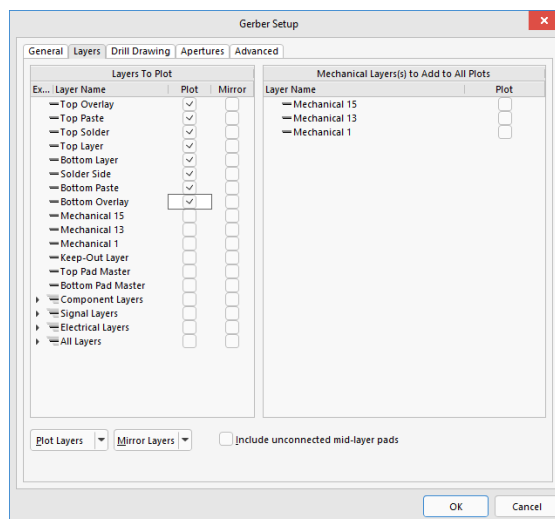 Gerber Setup
General Layers Drill Drawing Apertures Advanced
Layers To Plot
Ex... Layer Name Plot Mirror
Top Overlay
Top Paste
Top Solder
Top Layer
Bottom Layer
Solder Side
Bottom Paste
Bottom Overlay
Mechanical 15
Mechanical 13
Mechanical 1
Keep-Out Layer
Top Pad Master
Bottom Pad Master
Component Layers
Signal Layers
Electrical Layers
All Layers
Mechanical Layers(s) to Add to All Plots
Layer Name Plot
Mechanical 15
Mechanical 13
Mechanical 1
Plot Layers Mirror Layers Include unconnected mid-layer pads
OK Cancel